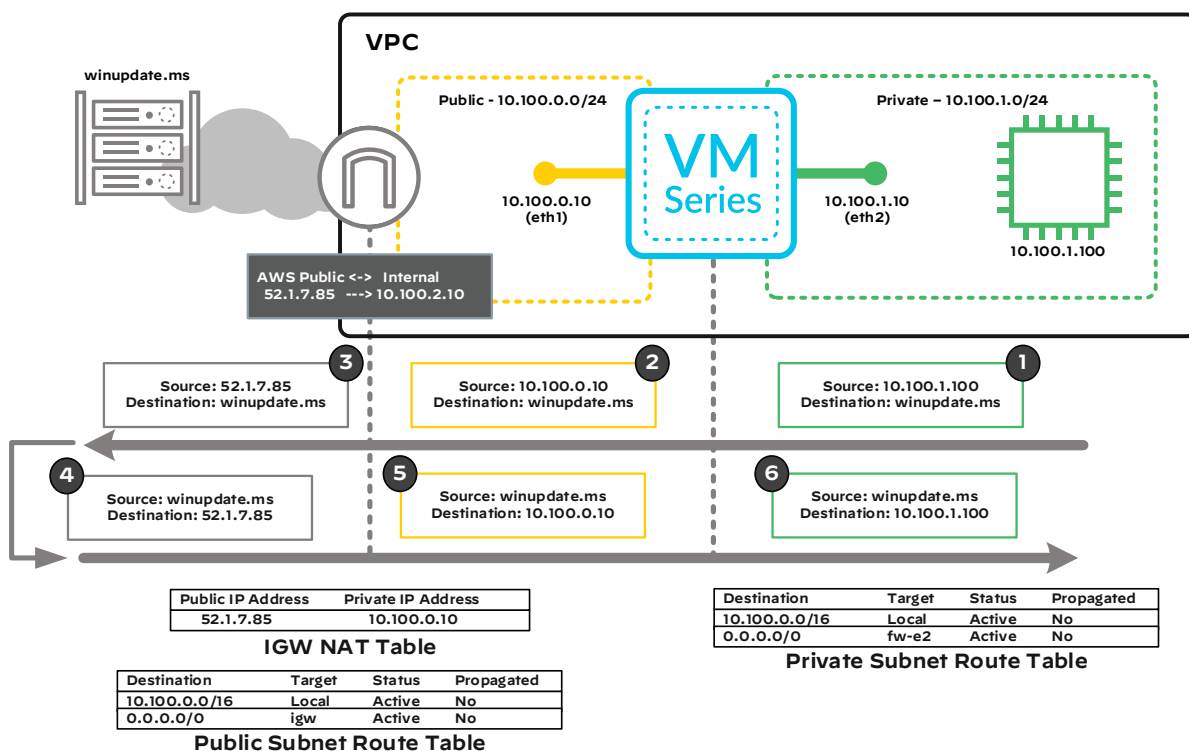 VPC
winupdate.ms
Public - 10.100.0.0/24
Private – 10.100.1.0/24
VM
Series
10.100.0.10
(eth1)
10.100.1.10
(eth2)
10.100.1.100
AWS Public <-> Internal
52.1.7.85 ---> 10.100.2.10
3
Source: 52.1.7.85
Destination: winupdate.ms
2
Source: 10.100.0.10
Destination: winupdate.ms
1
Source: 10.100.1.100
Destination: winupdate.ms
4
Source: winupdate.ms
Destination: 52.1.7.85
5
Source: winupdate.ms
Destination: 10.100.0.10
6
Source: winupdate.ms
Destination: 10.100.1.100
Public IP Address Private IP Address
52.1.7.85 10.100.0.10
IGW NAT Table
Destination Target Status Propagated
10.100.0.0/16 Local Active No
0.0.0.0/0 fw-e2 Active No
Private Subnet Route Table
Destination Target Status Propagated
10.100.0.0/16 Local Active No
0.0.0.0/0 igw Active No
Public Subnet Route Table